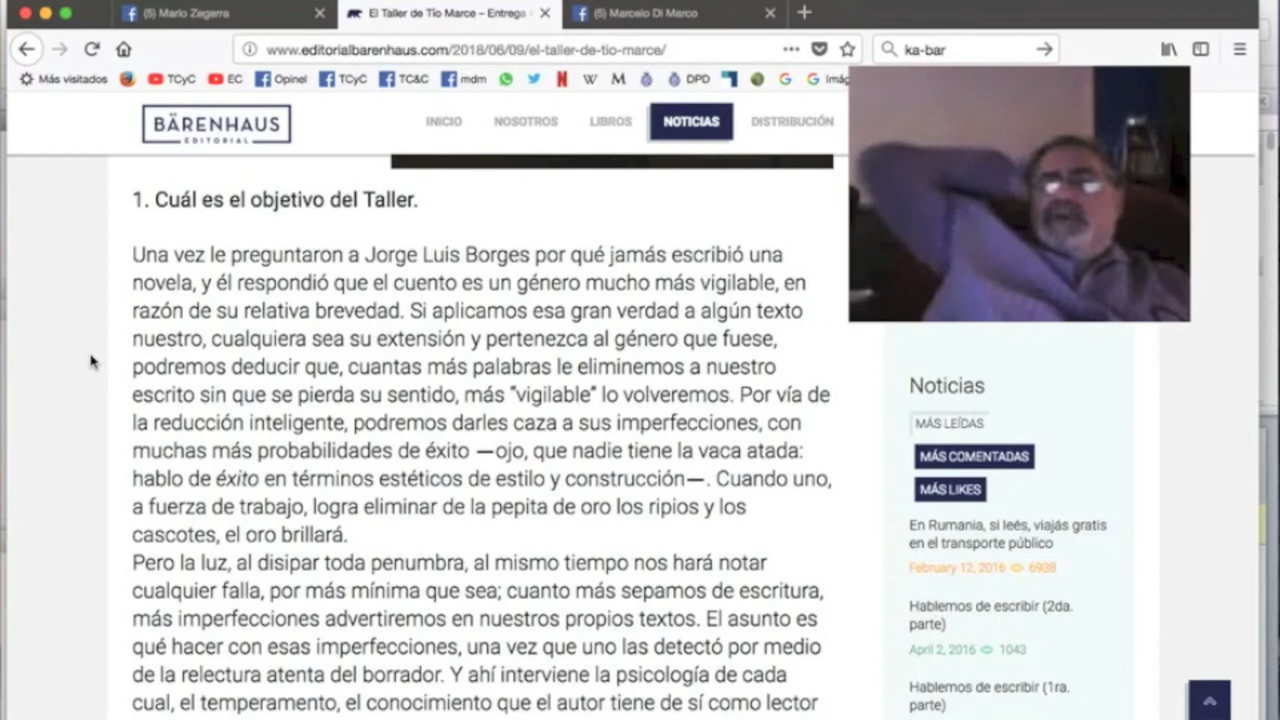 (5) Mario Zegarra
El Taller de Tío Marce – Entrega
(5) Marcelo Di Marco
www.editorialbarenhaus.com/2018/06/09/el-taller-de-tio-marce/
ka-bar
Más visitados
TCyC
EC
Opinel
TCyC
TC&C
mdm
DPD
Imág
BÄRENHAUS
EDITORIAL
INICIO
NOSOTROS
LIBROS
NOTICIAS
DISTRIBUCIÓN
1. Cuál es el objetivo del Taller.
Una vez le preguntaron a Jorge Luis Borges por qué jamás escribió una
novela, y él respondió que el cuento es un género mucho más vigilable, en
razón de su relativa brevedad. Si aplicamos esa gran verdad a algún texto
nuestro, cualquiera sea su extensión y pertenezca al género que fuese,
podremos deducir que, cuantas más palabras le eliminemos a nuestro
escrito sin que se pierda su sentido, más “vigilable” lo volveremos. Por vía de
la reducción inteligente, podremos darles caza a sus imperfecciones, con
muchas más probabilidades de éxito —ojo, que nadie tiene la vaca atada:
hablo de éxito en términos estéticos de estilo y construcción—. Cuando uno,
a fuerza de trabajo, logra eliminar de la pepita de oro los ripios y los
cascotes, el oro brillará.
Pero la luz, al disipar toda penumbra, al mismo tiempo nos hará notar
cualquier falla, por más mínima que sea; cuanto más sepamos de escritura,
más imperfecciones advertiremos en nuestros propios textos. El asunto es
qué hacer con esas imperfecciones, una vez que uno las detectó por medio
de la relectura atenta del borrador. Y ahí interviene la psicología de cada
cual, el temperamento, el conocimiento que el autor tiene de sí como lector
Noticias
MÁS LEÍDAS
MÁS COMENTADAS
MÁS LIKES
En Rumania, si leés, viajás gratis
en el transporte público
February 12, 2016 6938
Hablemos de escribir (2da.
parte)
April 2, 2016 1043
Hablemos de escribir (1ra.
parte)